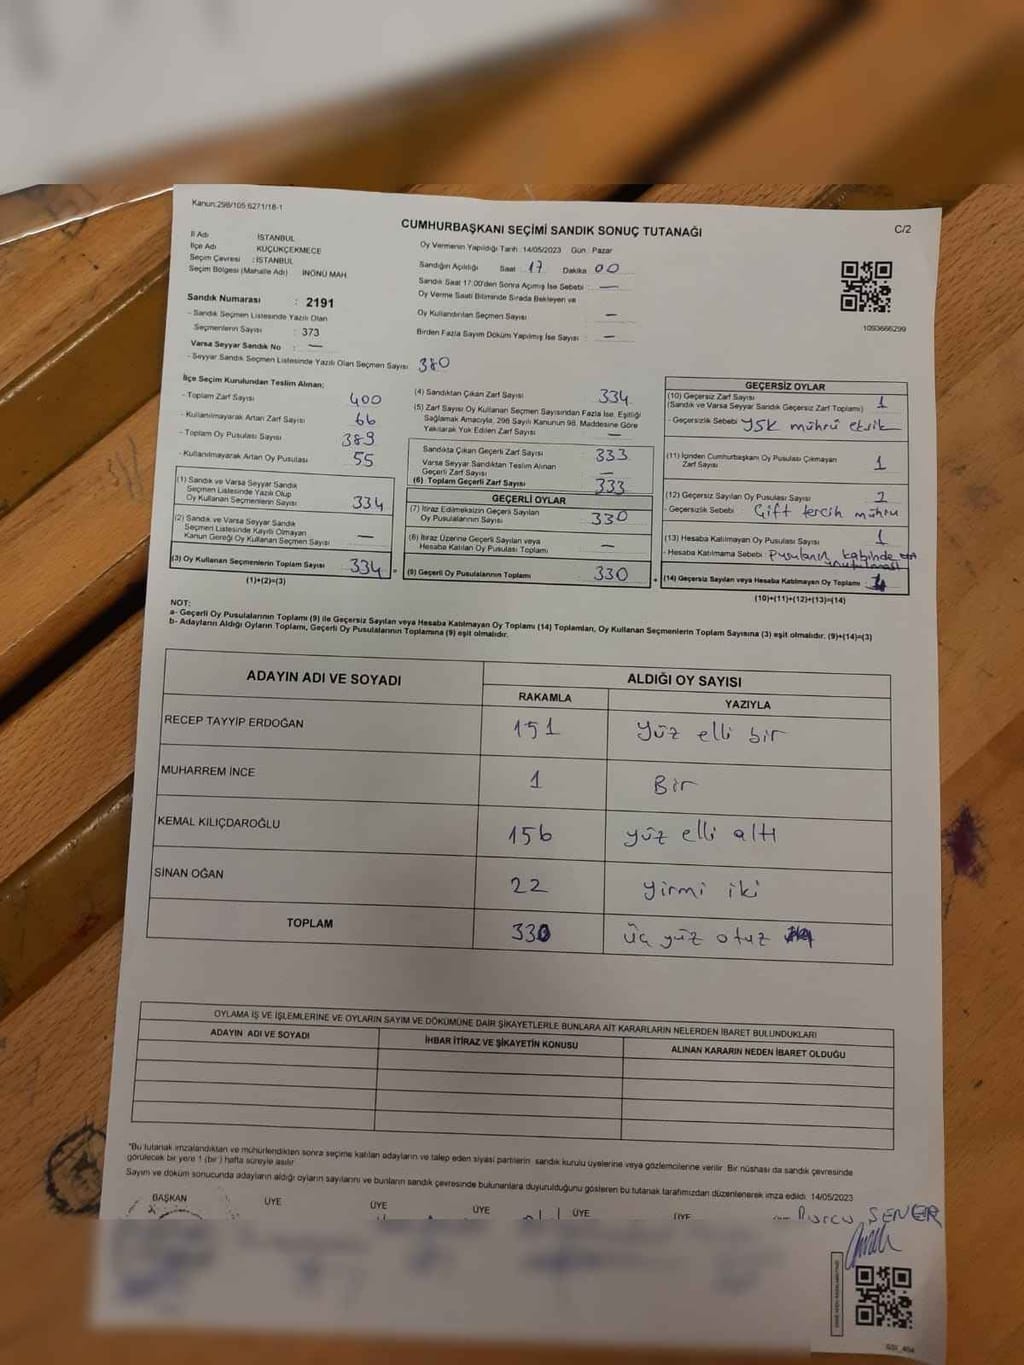 Kanun:298/105 6271/18-1
CUMHURBAŞKANI SEÇİMİ SANDIK SONUÇ TUTANAĞI
C/2
İl Adı İSTANBUL
İlçe Adı KÜÇÜKÇEKMECE
Seçim Çevresi : İSTANBUL
Seçim Bölgesi (Mahalle Adı) İNÖNÜ MAH
Sandık Numarası : 2191
- Sandık Seçmen Listesinde Yazılı Olan
Seçmenlerin Sayısı : 373
Varsa Seyyar Sandık No : —
- Seyyar Sandık Seçmen Listesinde Yazılı Olan Seçmen Sayısı 380
Oy Vermenin Yapıldığı Tarih 14/05/2023 Gün : Pazar
Sandığın Açıldığı Saat 17 Dakika 00
Sandık Saat 17:00'den Sonra Açılmış İse Sebebi : —
Oy Verme Saati Bitiminde Sırada Bekleyen ve
Oy Kullandırılan Seçmen Sayısı : —
Birden Fazla Sayım Döküm Yapılmış İse Sayısı : —
1093666299
İlçe Seçim Kurulundan Teslim Alınan;
- Toplam Zarf Sayısı 400
- Kullanılmayarak Artan Zarf Sayısı 66
- Toplam Oy Pusulası Sayısı 389
- Kullanılmayarak Artan Oy Pusulası 55
(1) Sandık ve Varsa Seyyar Sandık
Seçmen Listesinde Yazılı Olup
Oy Kullanan Seçmenlerin Sayısı 334
(2) Sandık ve Varsa Seyyar Sandık
Seçmen Listesinde Kayıtlı Olmayan
Kanun Gereği Oy Kullanan Seçmen Sayısı —
(3) Oy Kullanan Seçmenlerin Toplam Sayısı 334 =
(1)+(2)=(3)
(4) Sandıktan Çıkan Zarf Sayısı 334
(5) Zarf Sayısı Oy Kullanan Seçmen Sayısından Fazla İse, Eşitliği
Sağlamak Amacıyla, 298 Sayılı Kanunun 98. Maddesine Göre
Yakılarak Yok Edilen Zarf Sayısı —
Sandıkta Çıkan Geçerli Zarf Sayısı 333
Varsa Seyyar Sandıktan Teslim Alınan
Geçerli Zarf Sayısı —
(6) Toplam Geçerli Zarf Sayısı 333
GEÇERLİ OYLAR
(7) İtiraz Edilmeksizin Geçerli Sayılan
Oy Pusulalarının Sayısı 330
(8) İtiraz Üzerine Geçerli Sayılan veya
Hesaba Katılan Oy Pusulası Toplamı —
(9) Geçerli Oy Pusulalarının Toplamı 330 +
GEÇERSİZ OYLAR
(10) Geçersiz Zarf Sayısı
(Sandık ve Varsa Seyyar Sandık Geçersiz Zarf Toplamı) 1
- Geçersizlik Sebebi YSK mührü eksik
(11) İçinden Cumhurbaşkanı Oy Pusulası Çıkmayan
Zarf Sayısı 1
(12) Geçersiz Sayılan Oy Pusulası Sayısı
- Geçersizlik Sebebi Çift tercih mührü
(13) Hesaba Katılmayan Oy Pusulası Sayısı 1
- Hesaba Katılmama Sebebi : Pusulanın kabinde unutulması
(14) Geçersiz Sayılan veya Hesaba Katılmayan Oy Toplamı 4
(10)+(11)+(12)+(13)=(14)
NOT:
a- Geçerli Oy Pusulalarının Toplamı (9) ile Geçersiz Sayılan veya Hesaba Katılmayan Oy Toplamı (14) Toplamları, Oy Kullanan Seçmenlerin Toplam Sayısına (3) eşit olmalıdır. (9)+(14)=(3)
b- Adayların Aldığı Oyların Toplamı, Geçerli Oy Pusulalarının Toplamına (9) eşit olmalıdır.
ADAYIN ADI VE SOYADI
ALDIĞI OY SAYISI
RAKAMLA YAZIYLA
RECEP TAYYİP ERDOĞAN 151 Yüz elli bir
MUHARREM İNCE 1 Bir
KEMAL KILIÇDAROĞLU 156 yüz elli altı
SİNAN OĞAN 22 yirmi iki
TOPLAM 330 üç yüz otuz
OYLAMA İŞ VE İŞLEMLERİNE VE OYLARIN SAYIM VE DÖKÜMÜNE DAİR ŞİKAYETLERLE BUNLARA AİT KARARLARIN NELERDEN İBARET BULUNDUKLARI
ADAYIN ADI VE SOYADI İHBAR İTİRAZ VE ŞİKAYETİN KONUSU ALINAN KARARIN NEDEN İBARET OLDUĞU
"Bu tutanak imzalandıktan ve mühürlendikten sonra seçime katılan adayların ve talep eden siyasi partilerin sandık kurulu üyelerine veya gözlemcilerine verilir. Bir nüshası da sandık çevresinde
görülecek bir yere 1 (bir) hafta süreyle asılır.
Sayım ve döküm sonucunda adayların aldığı oyların sayılarını ve bunların sandık çevresinde bulunanlara duyurulduğunu gösteren bu tutanak tarafımızdan düzenlenerek imza edildi. 14/05/2023
BAŞKAN ÜYE ÜYE ÜYE ÜYE ÜYE
ŞENER